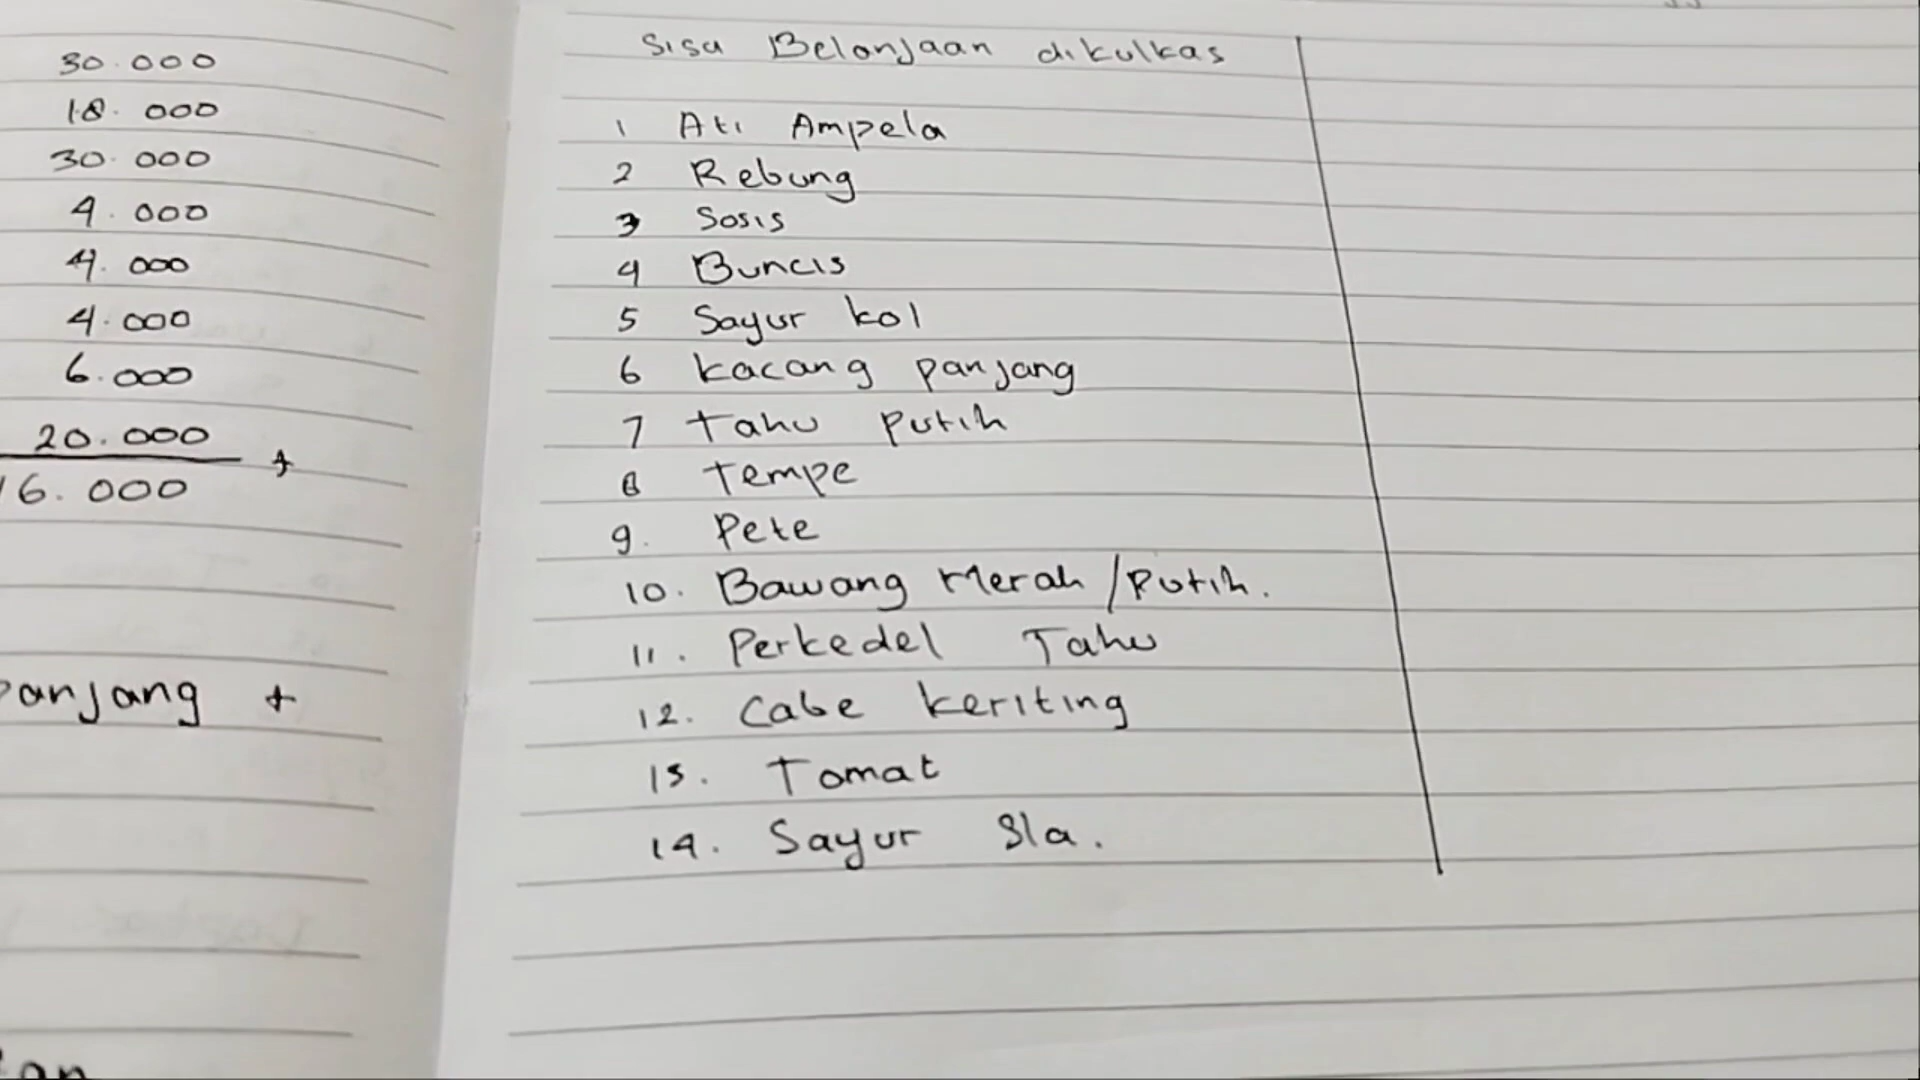 30.000
18.000
30.000
4.000
4.000
4.000
6.000
20.000 +
16.000
panjang +
Sisa Belanjaan dikulkas
1 Ati Ampela
2 Rebung
3 Sosis
4 Buncis
5 Sayur kol
6 kacang panjang
7 tahu putih
8 tempe
9. Pete
10. Bawang Merah / Putih.
11. Perkedel Tahu
12. Cabe keriting
13. Tomat
14. Sayur Sla.